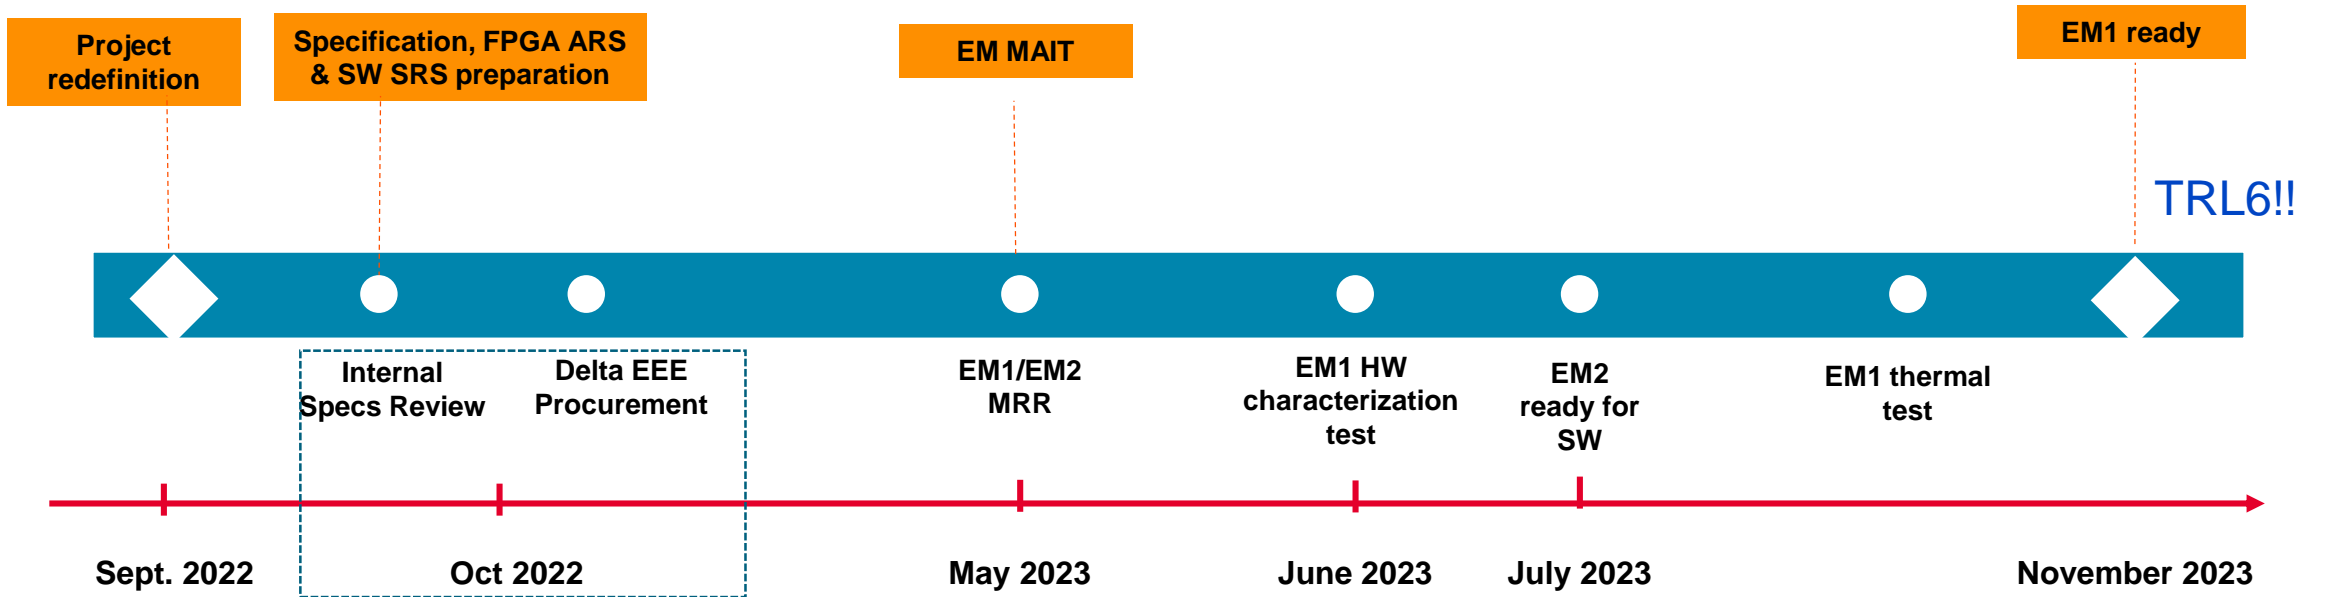 Project
redefinition
Specification, FPGA ARS
& SW SRS preparation
EM MAIT
EM1 ready
TRL6!!
Internal
Specs Review
Delta EEE
Procurement
EM1/EM2
MRR
EM1 HW
characterization
test
EM2
ready for
SW
EM1 thermal
test
Sept. 2022
Oct 2022
May 2023
June 2023
July 2023
November 2023